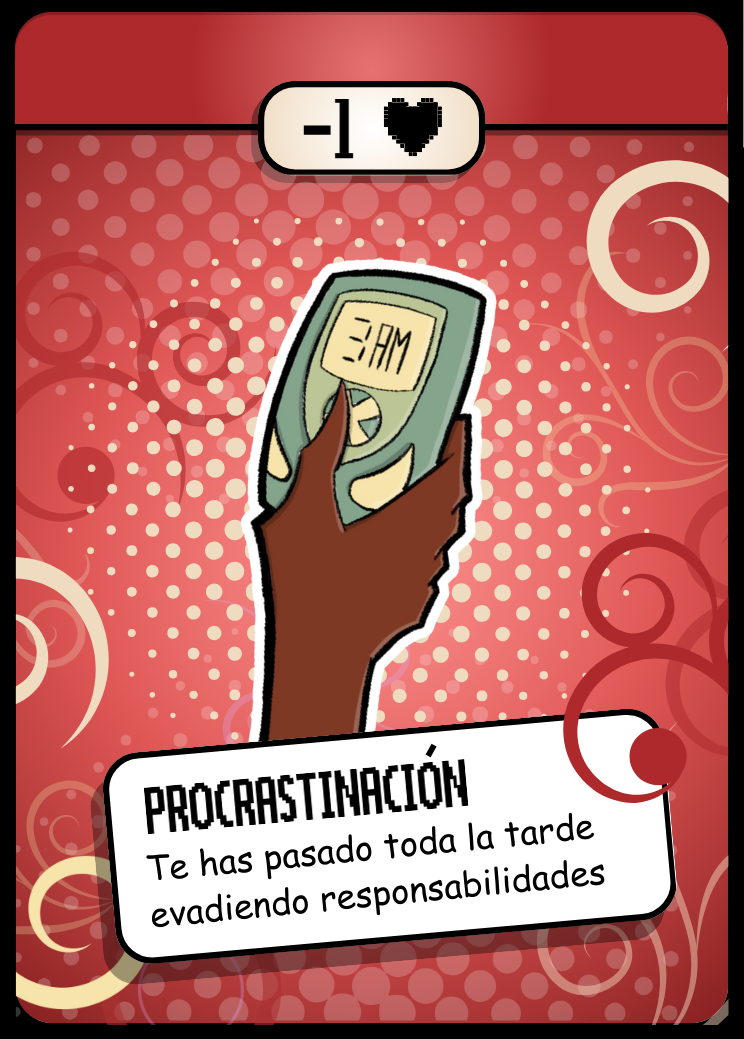 -1
3AM
PROCRASTINACIÓN
Te has pasado toda la tarde
evadiendo responsabilidades